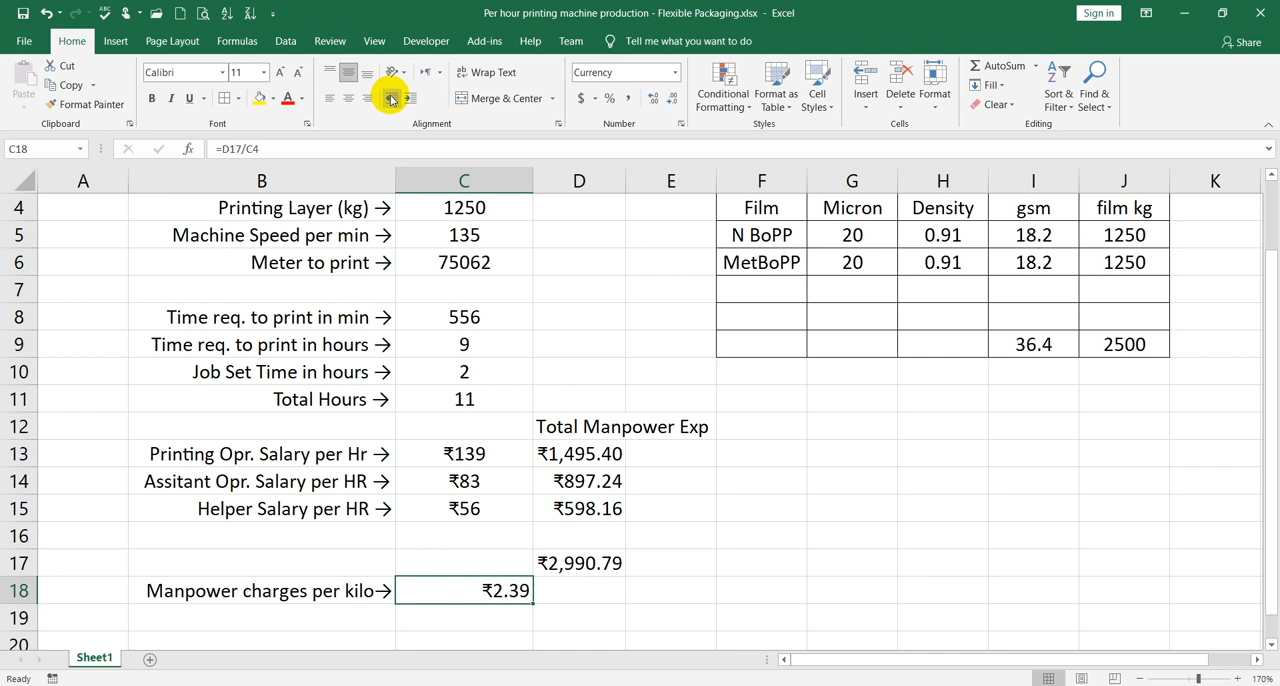 Per hour printing machine production - Flexible Packaging.xlsx - Excel
Sign in
File Home Insert Page Layout Formulas Data Review View Developer Add-ins Help Team Tell me what you want to do Share
Paste
Cut
Copy
Format Painter
Clipboard
Calibri 11 A A
B I U A
Font
Wrap Text
Merge & Center
Alignment
Currency
$ % , .0 .00
Number
Conditional Formatting
Format as Table
Cell Styles
Styles
Insert Delete Format
Cells
AutoSum
Fill
Clear
Sort & Filter
Find & Select
Editing
C18 fx =D17/C4
A B C D E F G H I J K
4 Printing Layer (kg) → 1250 Film Micron Density gsm film kg
5 Machine Speed per min → 135 N BoPP 20 0.91 18.2 1250
6 Meter to print → 75062 MetBoPP 20 0.91 18.2 1250
7
8 Time req. to print in min → 556
9 Time req. to print in hours → 9 36.4 2500
10 Job Set Time in hours → 2
11 Total Hours → 11
12 Total Manpower Exp
13 Printing Opr. Salary per Hr → ₹139 ₹1,495.40
14 Assitant Opr. Salary per HR → ₹83 ₹897.24
15 Helper Salary per HR → ₹56 ₹598.16
16
17 ₹2,990.79
18 Manpower charges per kilo→ ₹2.39
19
20
Sheet1
Ready 170%